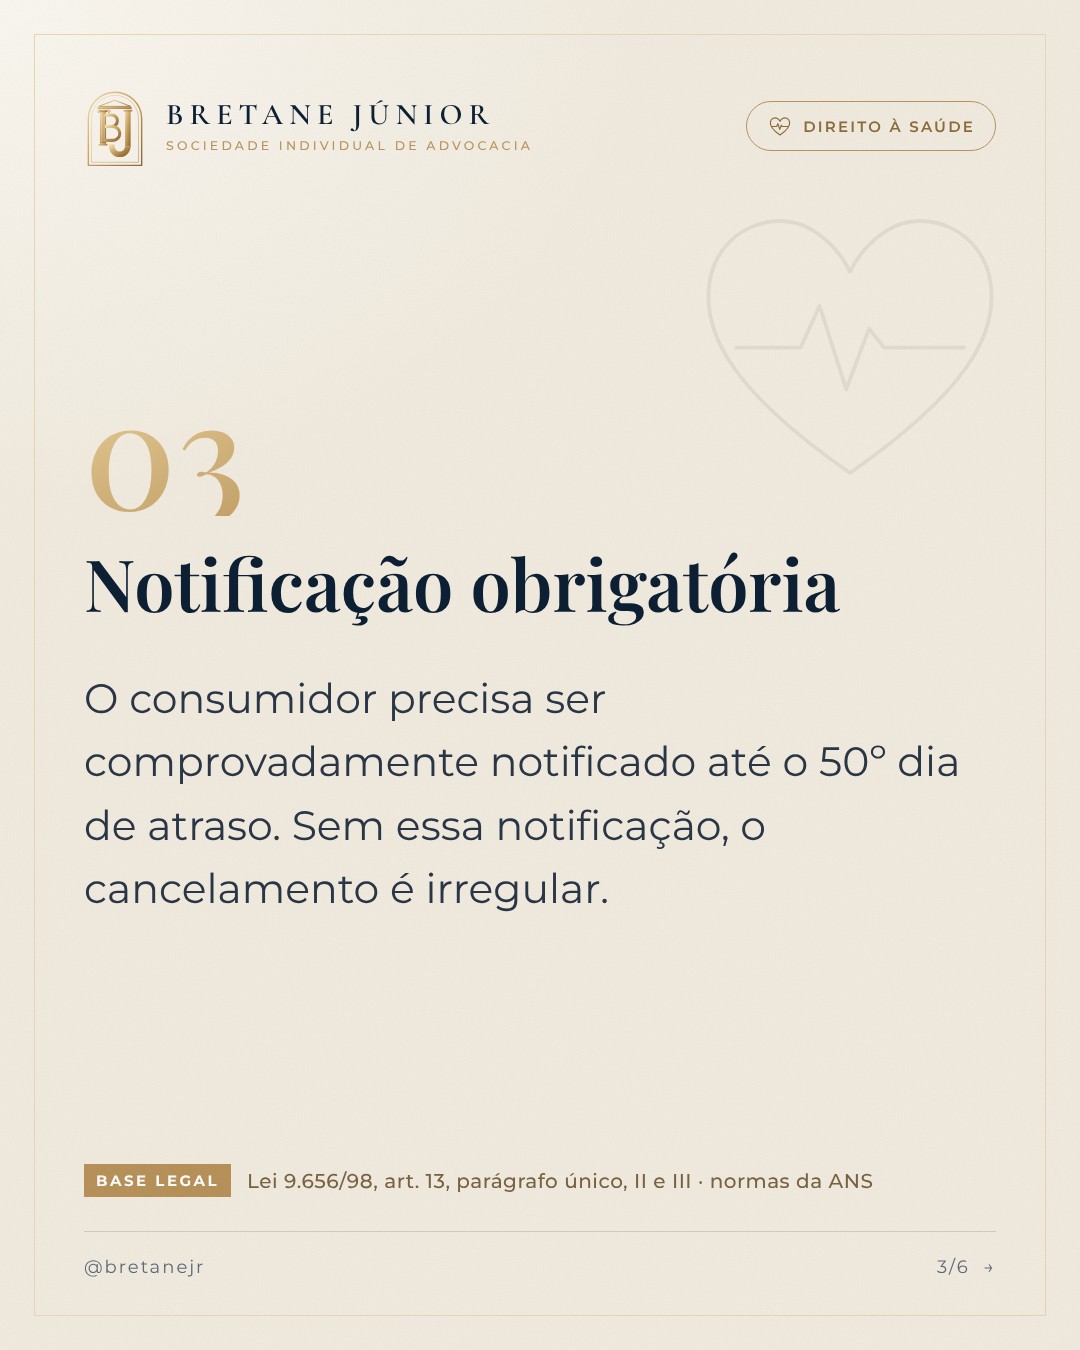 BJ
BRETANE JÚNIOR
SOCIEDADE INDIVIDUAL DE ADVOCACIA
DIREITO À SAÚDE
03
Notificação obrigatória
O consumidor precisa ser
comprovadamente notificado até o 50º dia
de atraso. Sem essa notificação, o
cancelamento é irregular.
BASE LEGAL Lei 9.656/98, art. 13, parágrafo único, II e III · normas da ANS
@bretanejr
3/6 →